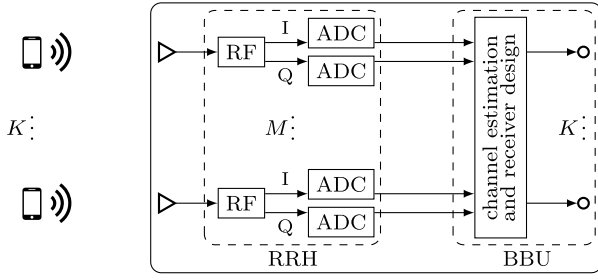 I
RF
ADC
Q
ADC
K
M
channel estimation
and receiver design
K
I
RF
ADC
Q
ADC
RRH
BBU